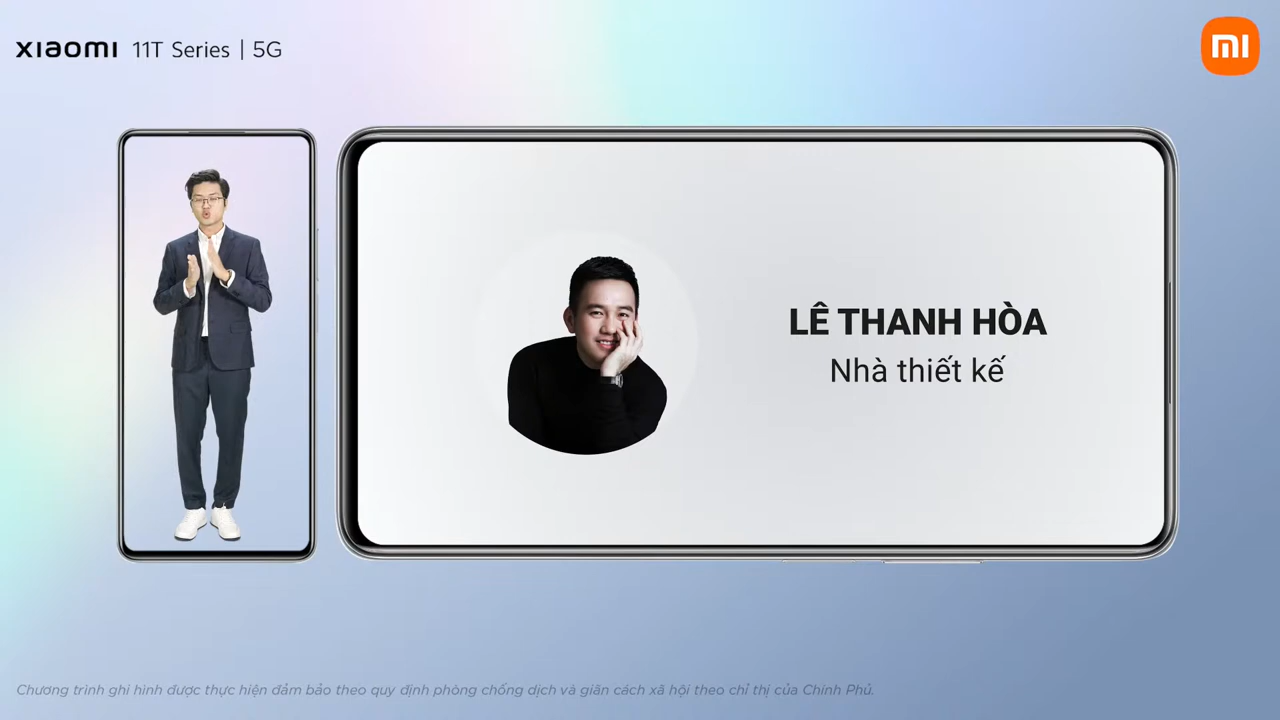 xiaomi 11T Series | 5G
mi
LÊ THANH HÒA
Nhà thiết kế
Chương trình ghi hình được thực hiện đảm bảo theo quy định phòng chống dịch và giãn cách xã hội theo chỉ thị của Chính Phủ.